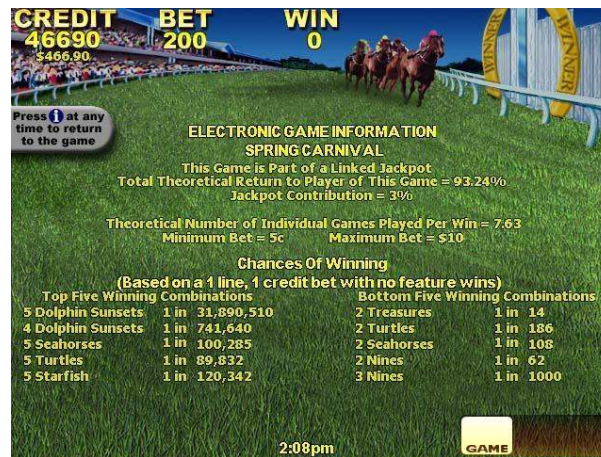 CREDIT BET WIN
46690 200 0
$466.90
WINNER
WINNER
Press i at any
time to return
to the game
ELECTRONIC GAME INFORMATION
SPRING CARNIVAL
This Game is Part of a Linked Jackpot
Total Theoretical Return to Player of This Game = 93.24%
Jackpot Contribution = 3%
Theoretical Number of Individual Games Played Per Win = 7.63
Minimum Bet = 5c Maximum Bet = $10
Chances Of Winning
(Based on a 1 line, 1 credit bet with no feature wins)
Top Five Winning Combinations Bottom Five Winning Combinations
5 Dolphin Sunsets 1 in 31,890,510 2 Treasures 1 in 14
4 Dolphin Sunsets 1 in 741,640 2 Turtles 1 in 186
5 Seahorses 1 in 100,285 2 Seahorses 1 in 108
5 Turtles 1 in 89,832 2 Nines 1 in 62
5 Starfish 1 in 120,342 3 Nines 1 in 1000
2:08pm
GAME